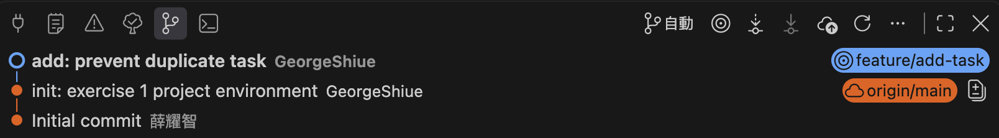 自動
add: prevent duplicate task GeorgeShiue feature/add-task
init: exercise 1 project environment GeorgeShiue origin/main
Initial commit 薛耀智